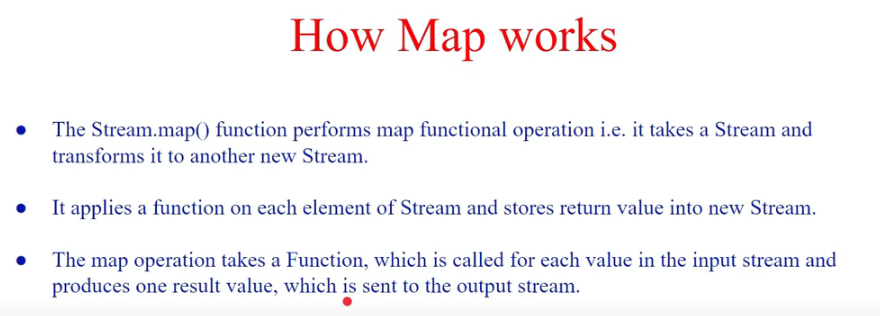 How Map works
● The Stream.map() function performs map functional operation i.e. it takes a Stream and
transforms it to another new Stream.
● It applies a function on each element of Stream and stores return value into new Stream.
● The map operation takes a Function, which is called for each value in the input stream and
produces one result value, which is sent to the output stream.